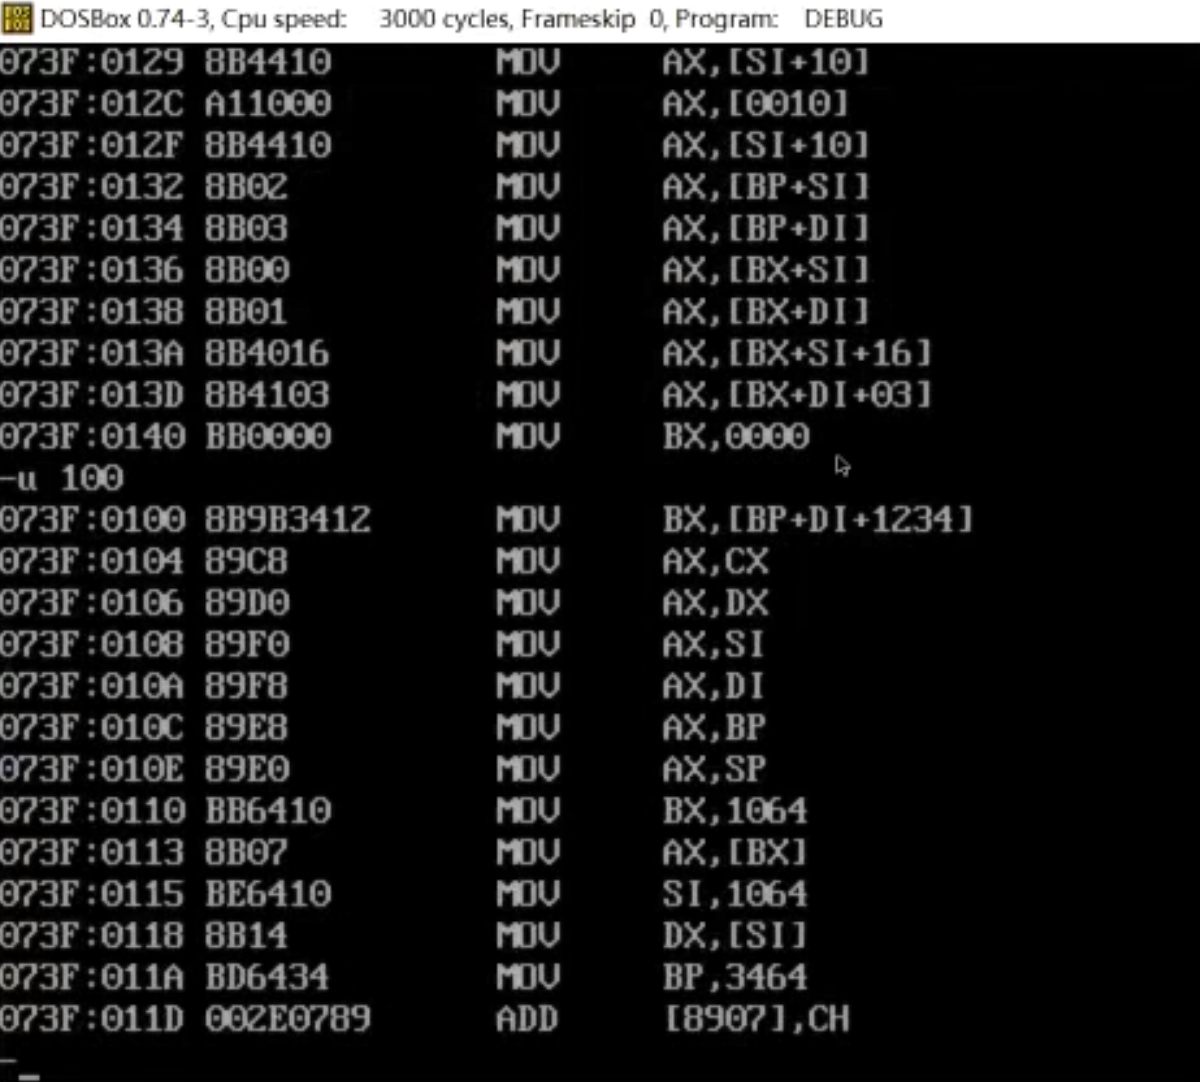 DOSBox 0.74-3, Cpu speed: 3000 cycles, Frameskip 0, Program: DEBUG
073F:0129 8B4410 MOV AX,[SI+10]
073F:012C A11000 MOV AX,[0010]
073F:012F 8B4410 MOV AX,[SI+10]
073F:0132 8B02 MOV AX,[BP+SI]
073F:0134 8B03 MOV AX,[BP+DI]
073F:0136 8B00 MOV AX,[BX+SI]
073F:0138 8B01 MOV AX,[BX+DI]
073F:013A 8B4016 MOV AX,[BX+SI+16]
073F:013D 8B4103 MOV AX,[BX+DI+03]
073F:0140 BB0000 MOV BX,0000
-u 100
073F:0100 8B9B3412 MOV BX,[BP+DI+1234]
073F:0104 89C8 MOV AX,CX
073F:0106 89D0 MOV AX,DX
073F:0108 89F0 MOV AX,SI
073F:010A 89F8 MOV AX,DI
073F:010C 89E8 MOV AX,BP
073F:010E 89E0 MOV AX,SP
073F:0110 BB6410 MOV BX,1064
073F:0113 8B07 MOV AX,[BX]
073F:0115 BE6410 MOV SI,1064
073F:0118 8B14 MOV DX,[SI]
073F:011A BD6434 MOV BP,3464
073F:011D 002E0789 ADD [8907],CH
-_